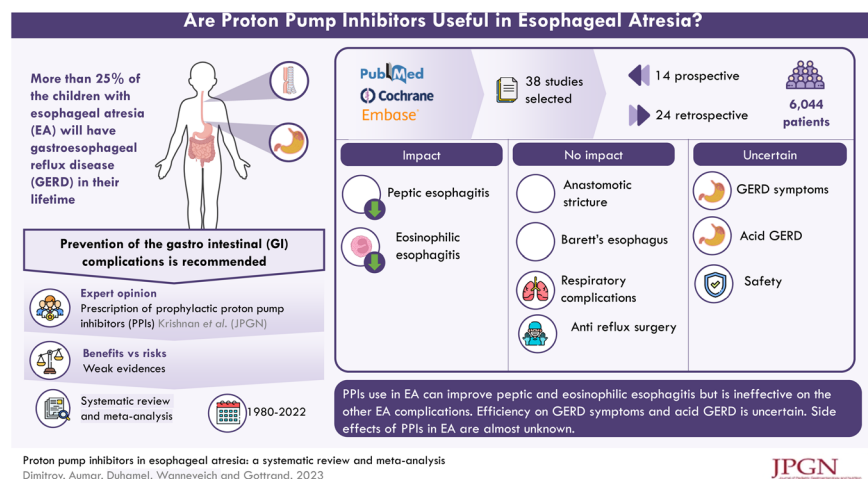 Are Proton Pump Inhibitors Useful in Esophageal Atresia?
More than 25% of
the children with
esophageal atresia
(EA) will have
gastroesophageal
reflux disease
(GERD) in their
lifetime
Prevention of the gastro intestinal (GI)
complications is recommended
Expert opinion
Prescription of prophylactic proton pump
inhibitors (PPIs) Krishnan et al. (JPGN)
Benefits vs risks
Weak evidences
Systematic review
and meta-analysis
1980-2022
PubMed
Cochrane
Embase
38 studies
selected
14 prospective
24 retrospective
6,044
patients
Impact
Peptic esophagitis
Eosinophilic
esophagitis
No impact
Anastomotic
stricture
Barett's esophagus
Respiratory
complications
Anti reflux surgery
Uncertain
GERD symptoms
Acid GERD
Safety
PPIs use in EA can improve peptic and eosinophilic esophagitis but is ineffective on the
other EA complications. Efficiency on GERD symptoms and acid GERD is uncertain. Side
effects of PPIs in EA are almost unknown.
Proton pump inhibitors in esophageal atresia: a systematic review and meta-analysis
Dimitrov, Aumar, Duhamel, Wanneveich and Gottrand, 2023
JPGN